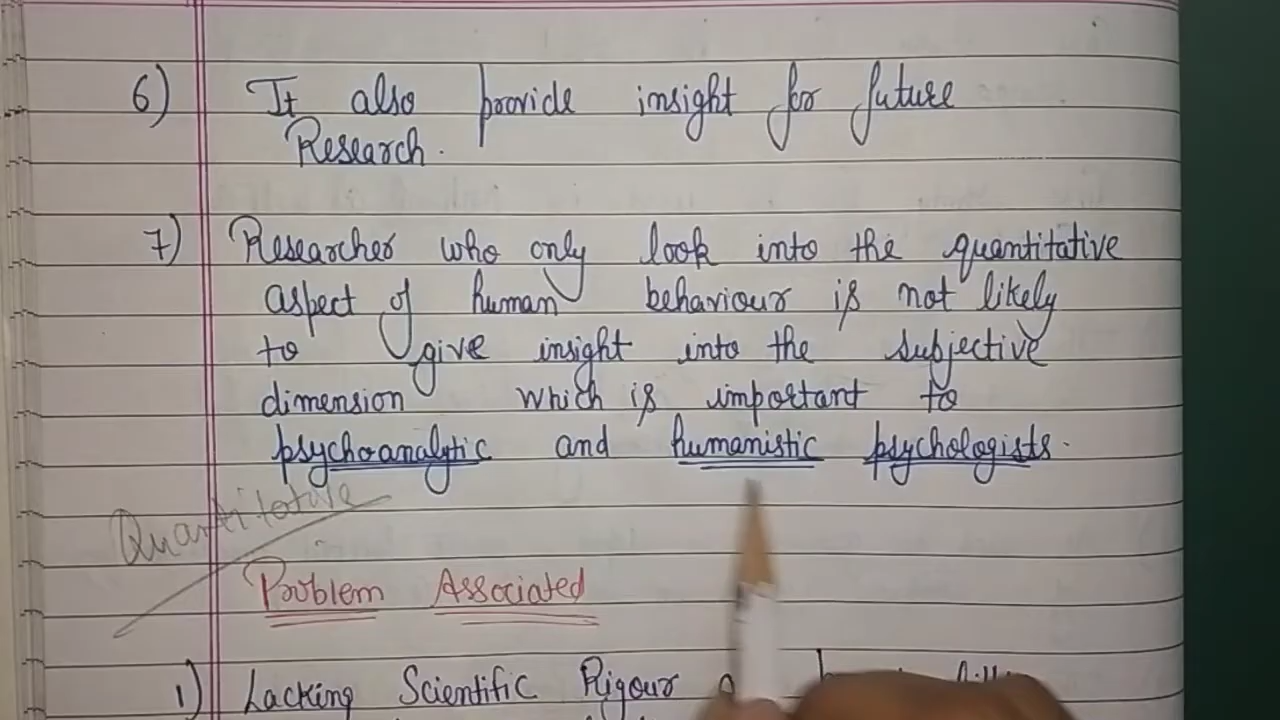 6) It also provide insight for future
Research.
7) Researcher who only look into the quantitative
aspect of human behaviour is not likely
to give insight into the subjective
dimension which is important to
psychoanalytic and humanistic psychologists.
Quantitative
Problem Associated
1) Lacking Scientific Rigour